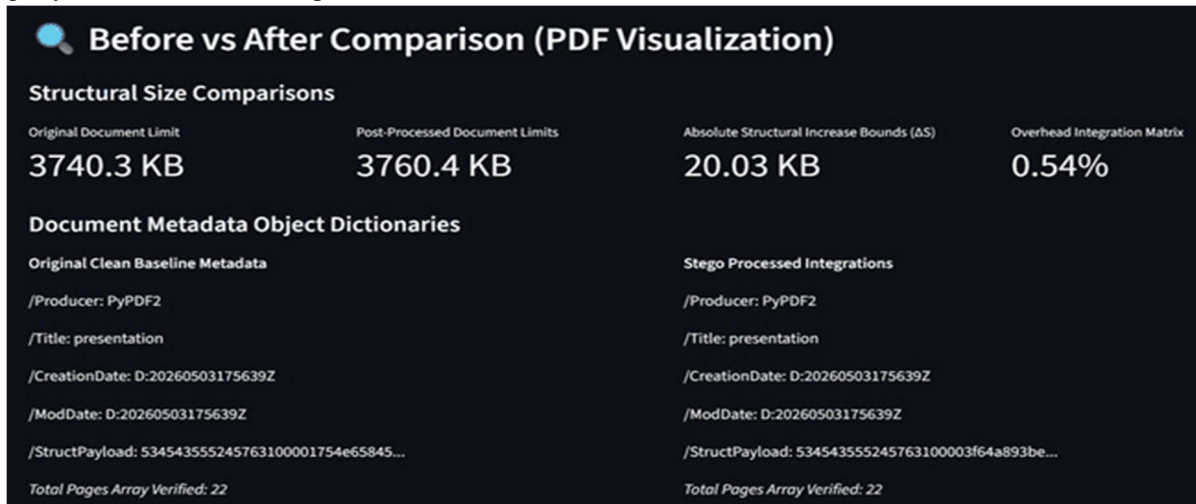 Before vs After Comparison (PDF Visualization)
Structural Size Comparisons
Original Document Limit
3740.3 KB
Post-Processed Document Limits
3760.4 KB
Absolute Structural Increase Bounds (ΔS)
20.03 KB
Overhead Integration Matrix
0.54%
Document Metadata Object Dictionaries
Original Clean Baseline Metadata
/Producer: PyPDF2
/Title: presentation
/CreationDate: D:20260503175639Z
/ModDate: D:20260503175639Z
/StructPayload: 534543555245763100001754e65845...
Total Pages Array Verified: 22
Stego Processed Integrations
/Producer: PyPDF2
/Title: presentation
/CreationDate: D:20260503175639Z
/ModDate: D:20260503175639Z
/StructPayload: 534543555245763100003f64a893be...
Total Pages Array Verified: 22